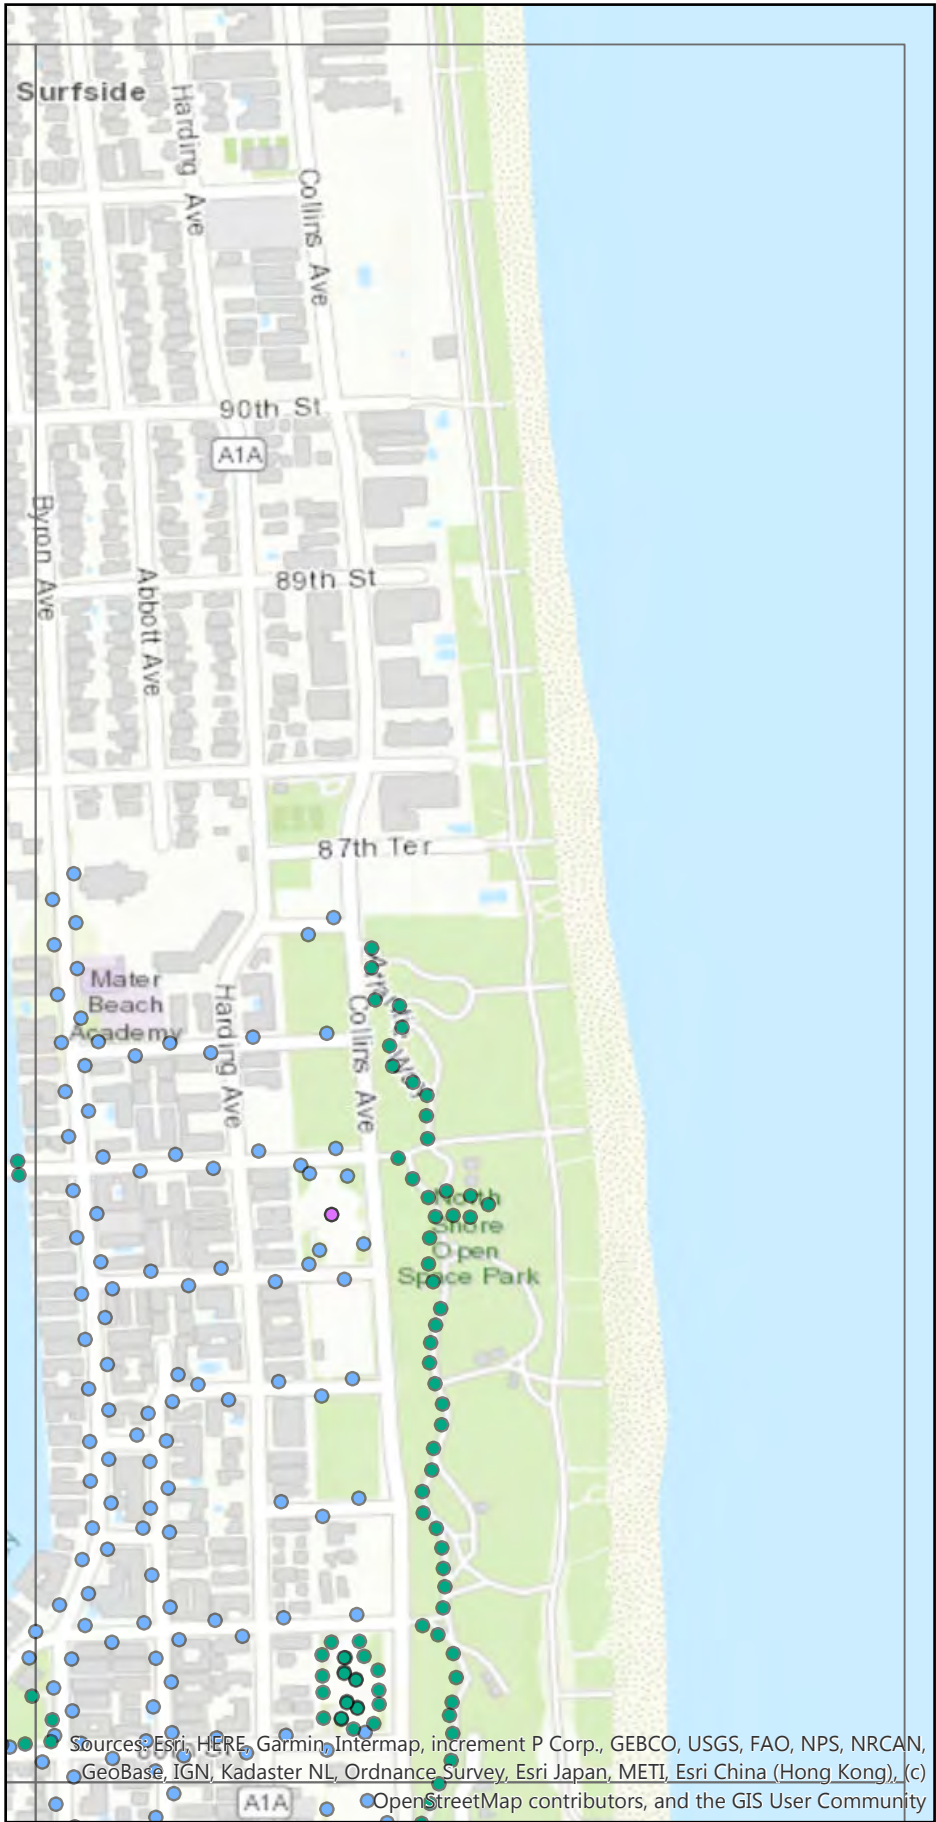 Surfside
Harding Ave
Collins Ave
90th St
A1A
Byron Ave
89th St
Abbott Ave
87th Ter
Mater
Beach
Academy
Harding Ave
Collins Ave
North
Shore
Open
Space Park
Sources: Esri, HERE, Garmin, Intermap, increment P Corp., GEBCO, USGS, FAO, NPS, NRCAN,
GeoBase, IGN, Kadaster NL, Ordnance Survey, Esri Japan, METI, Esri China (Hong Kong), (c)
OpenStreetMap contributors, and the GIS User Community
A1A